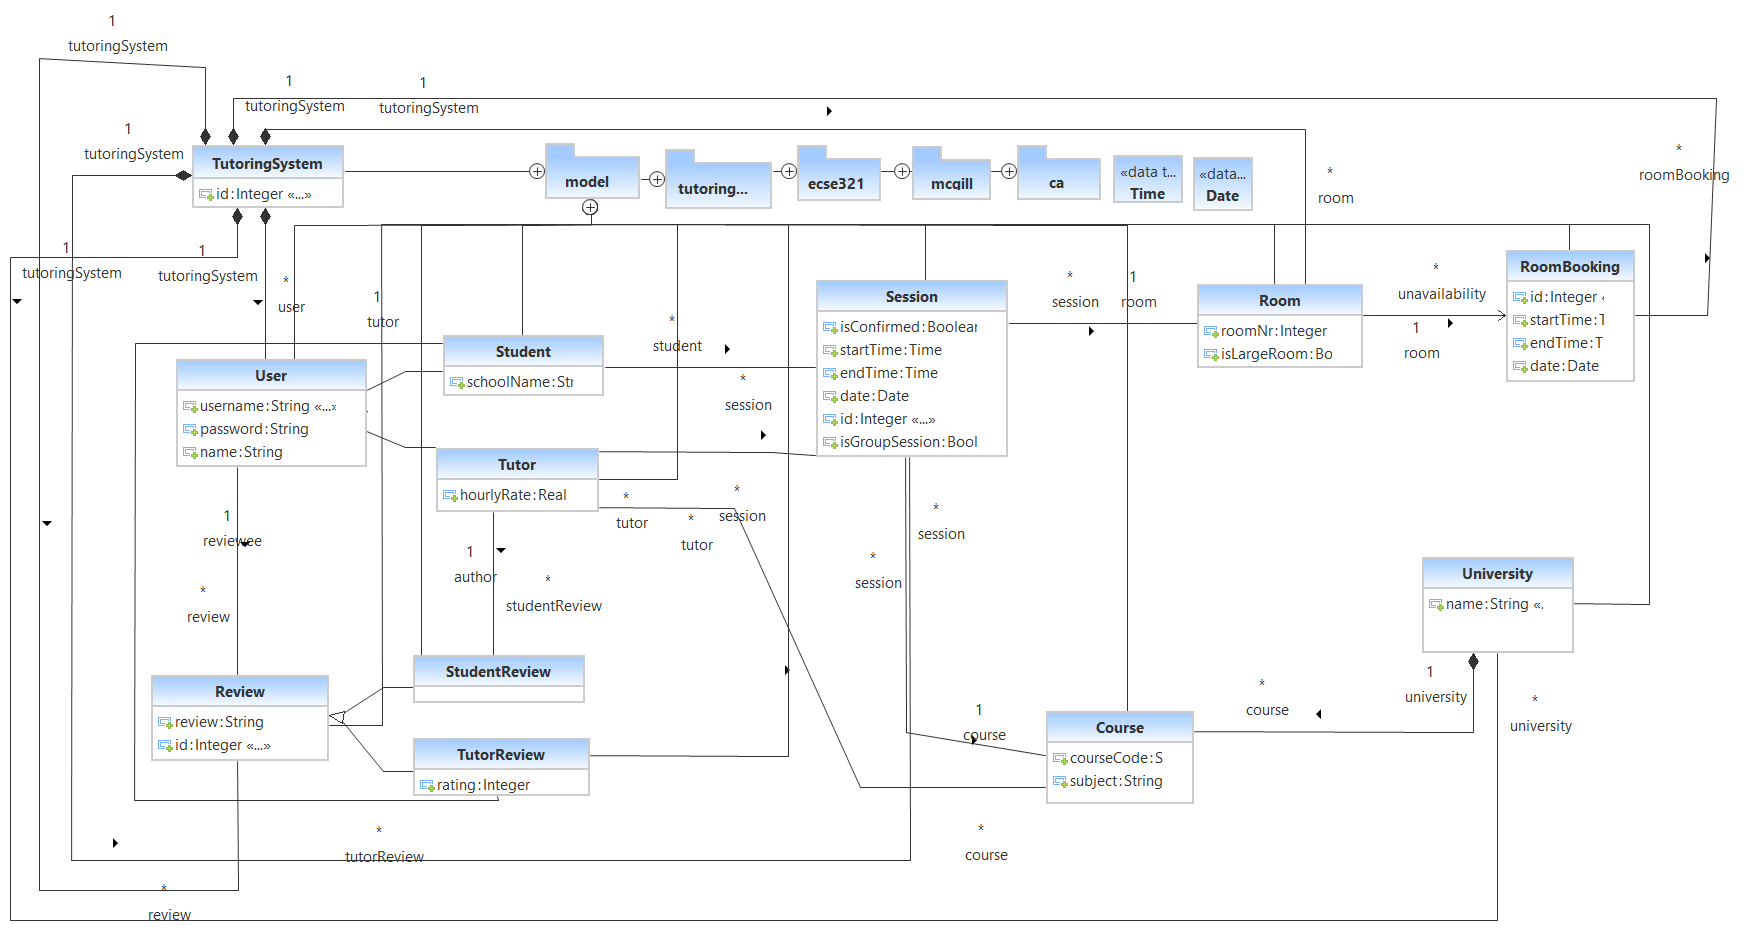 1
tutoringSystem
1
tutoringSystem
1
tutoringSystem
1
tutoringSystem
TutoringSystem
id:Integer «...»
model
tutoring...
ecse321
mcgill
ca
«data t...
Time
«data...
Date
*
room
*
roomBooking
1
tutoringSystem
1
tutoringSystem
*
user
1
tutor
*
student
*
session
1
room
*
unavailability
1
room
RoomBooking
id:Integer ‹
startTime:T
endTime:T
date:Date
Session
isConfirmed:Boolear
startTime:Time
endTime:Time
date:Date
id:Integer «...»
isGroupSession:Bool
Room
roomNr:Integer
isLargeRoom:Bo
Student
schoolName:Str
*
session
User
username:String «...»
password:String
name:String
Tutor
hourlyRate:Real
*
tutor
*
session
*
tutor
*
session
*
session
1
reviewee
*
review
1
author
*
studentReview
University
name:String «.
StudentReview
Review
review:String
id:Integer «...»
TutorReview
rating:Integer
1
course
Course
courseCode:S
subject:String
*
course
1
university
*
university
*
tutorReview
*
course
*
review